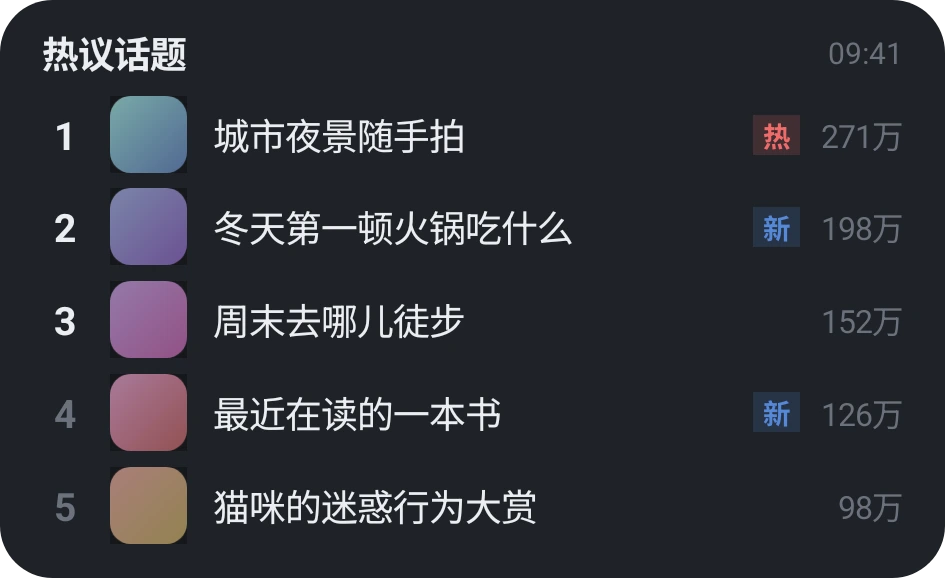 热议话题 09:41
1 城市夜景随手拍 热 271万
2 冬天第一顿火锅吃什么 新 198万
3 周末去哪儿徒步 152万
4 最近在读的一本书 新 126万
5 猫咪的迷惑行为大赏 98万